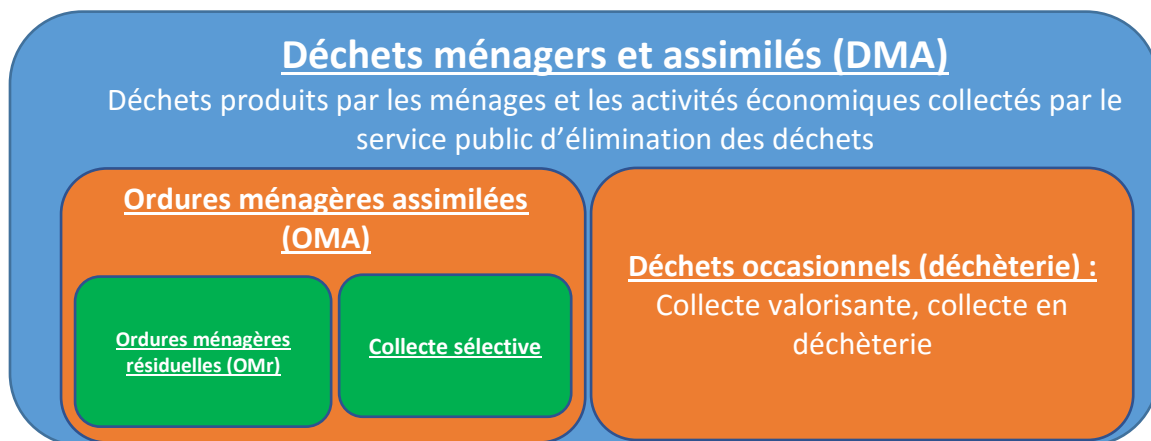 Déchets ménagers et assimilés (DMA)
Déchets produits par les ménages et les activités économiques collectés par le
service public d'élimination des déchets
Ordures ménagères assimilées
(OMA)
Ordures ménagères
résiduelles (OMr)
Collecte sélective
Déchets occasionnels (déchèterie) :
Collecte valorisante, collecte en
déchèterie